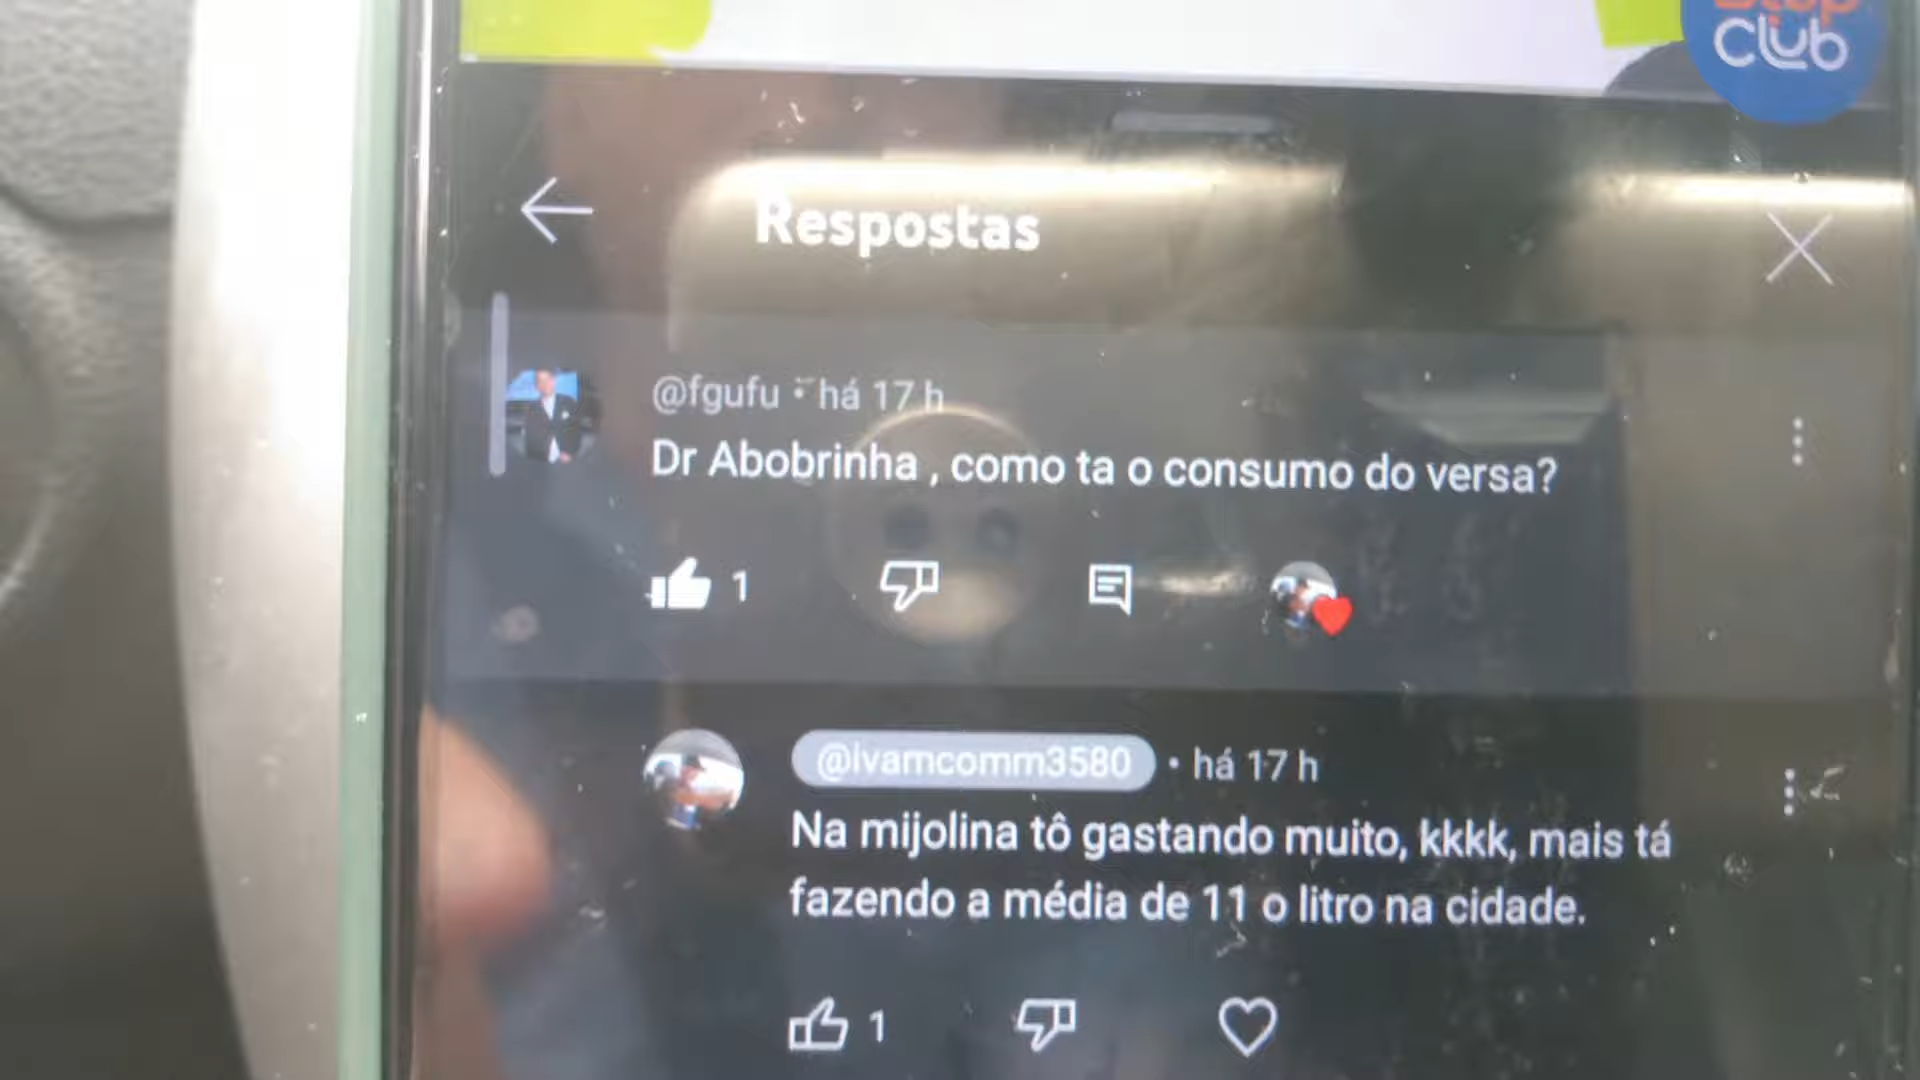 Stop
Club
Respostas
@fgufu · há 17 h
Dr Abobrinha , como ta o consumo do versa?
1
@ivamcomm3580 · há 17 h
Na mijolina tô gastando muito, kkkk, mais tá
fazendo a média de 11 o litro na cidade.
1